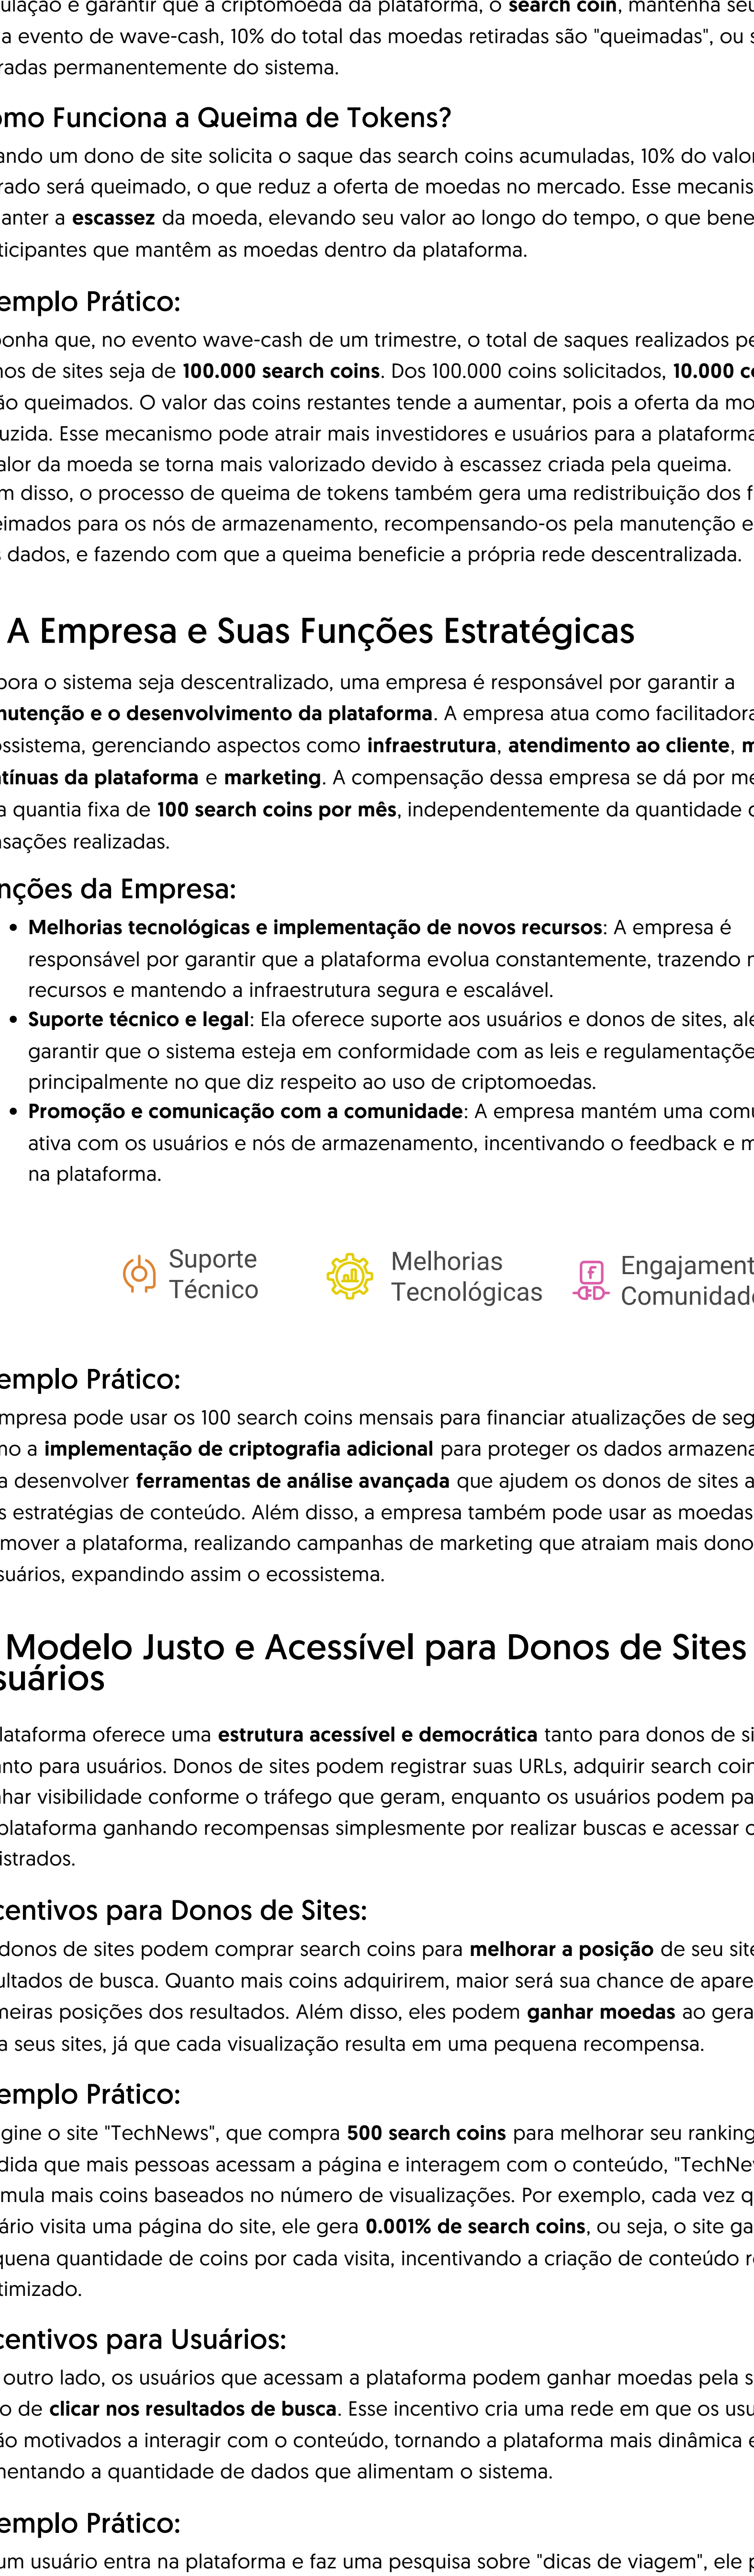 ulação e garantir que a criptomoeda da plataforma, o search coin, mantenha seu
a evento de wave-cash, 10% do total das moedas retiradas são "queimadas", ou s
radas permanentemente do sistema.
omo Funciona a Queima de Tokens?
ando um dono de site solicita o saque das search coins acumuladas, 10% do valor
rado será queimado, o que reduz a oferta de moedas no mercado. Esse mecanis
anter a escassez da moeda, elevando seu valor ao longo do tempo, o que bene
ticipantes que mantêm as moedas dentro da plataforma.
emplo Prático:
onha que, no evento wave-cash de um trimestre, o total de saques realizados pe
nos de sites seja de 100.000 search coins. Dos 100.000 coins solicitados, 10.000 co
ão queimados. O valor das coins restantes tende a aumentar, pois a oferta da mo
uzida. Esse mecanismo pode atrair mais investidores e usuários para a plataforma
alor da moeda se torna mais valorizado devido à escassez criada pela queima.
m disso, o processo de queima de tokens também gera uma redistribuição dos f
eimados para os nós de armazenamento, recompensando-os pela manutenção e
s dados, e fazendo com que a queima beneficie a própria rede descentralizada.
A Empresa e Suas Funções Estratégicas
bora o sistema seja descentralizado, uma empresa é responsável por garantir a
nutenção e o desenvolvimento da plataforma. A empresa atua como facilitadora
ossistema, gerenciando aspectos como infraestrutura, atendimento ao cliente, m
ntínuas da plataforma e marketing. A compensação dessa empresa se dá por me
a quantia fixa de 100 search coins por mês, independentemente da quantidade d
nsações realizadas.
nções da Empresa:
• Melhorias tecnológicas e implementação de novos recursos: A empresa é
responsável por garantir que a plataforma evolua constantemente, trazendo n
recursos e mantendo a infraestrutura segura e escalável.
• Suporte técnico e legal: Ela oferece suporte aos usuários e donos de sites, alé
garantir que o sistema esteja em conformidade com as leis e regulamentaçõe
principalmente no que diz respeito ao uso de criptomoedas.
• Promoção e comunicação com a comunidade: A empresa mantém uma comu
ativa com os usuários e nós de armazenamento, incentivando o feedback e m
na plataforma.
Suporte Melhorias Engajament
Técnico Tecnológicas Comunidade
emplo Prático:
mpresa pode usar os 100 search coins mensais para financiar atualizações de seg
mo a implementação de criptografia adicional para proteger os dados armazena
a desenvolver ferramentas de análise avançada que ajudem os donos de sites a
s estratégias de conteúdo. Além disso, a empresa também pode usar as moedas
mover a plataforma, realizando campanhas de marketing que atraiam mais dono
suários, expandindo assim o ecossistema.
Modelo Justo e Acessível para Donos de Sites
suários
lataforma oferece uma estrutura acessível e democrática tanto para donos de si
anto para usuários. Donos de sites podem registrar suas URLs, adquirir search coin
nhar visibilidade conforme o tráfego que geram, enquanto os usuários podem pa
plataforma ganhando recompensas simplesmente por realizar buscas e acessar c
istrados.
centivos para Donos de Sites:
donos de sites podem comprar search coins para melhorar a posição de seu site
ultados de busca. Quanto mais coins adquirirem, maior será sua chance de apare
meiras posições dos resultados. Além disso, eles podem ganhar moedas ao gera
a seus sites, já que cada visualização resulta em uma pequena recompensa.
emplo Prático:
gine o site "TechNews", que compra 500 search coins para melhorar seu ranking
dida que mais pessoas acessam a página e interagem com o conteúdo, "TechNe
mula mais coins baseados no número de visualizações. Por exemplo, cada vez q
ário visita uma página do site, ele gera 0.001% de search coins, ou seja, o site ga
quena quantidade de coins por cada visita, incentivando a criação de conteúdo r
timizado.
centivos para Usuários:
outro lado, os usuários que acessam a plataforma podem ganhar moedas pela s
o de clicar nos resultados de busca. Esse incentivo cria uma rede em que os usu
ão motivados a interagir com o conteúdo, tornando a plataforma mais dinâmica e
mentando a quantidade de dados que alimentam o sistema.
emplo Prático:
um usuário entra na plataforma e faz uma pesquisa sobre "dicas de viagem", ele p